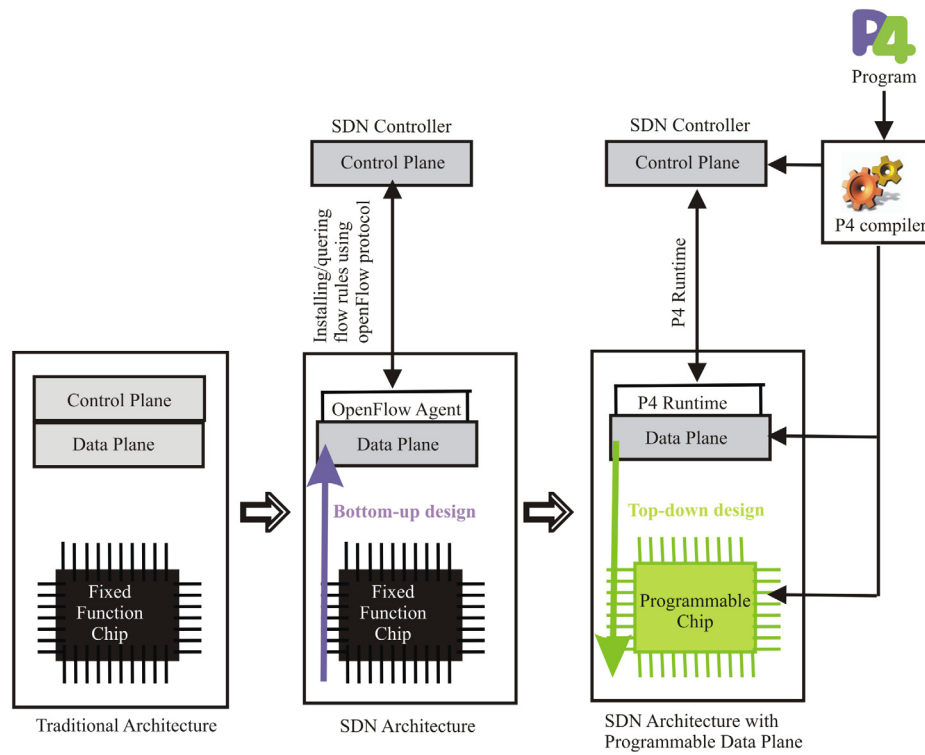 P4
Program
SDN Controller
Control Plane
SDN Controller
Control Plane
P4 compiler
Installing/quering
flow rules using
openFlow protocol
P4 Runtime
Control Plane
Data Plane
OpenFlow Agent
Data Plane
P4 Runtime
Data Plane
Bottom-up design
Top-down design
Fixed
Function
Chip
Fixed
Function
Chip
Programmable
Chip
Traditional Architecture
SDN Architecture
SDN Architecture with
Programmable Data Plane